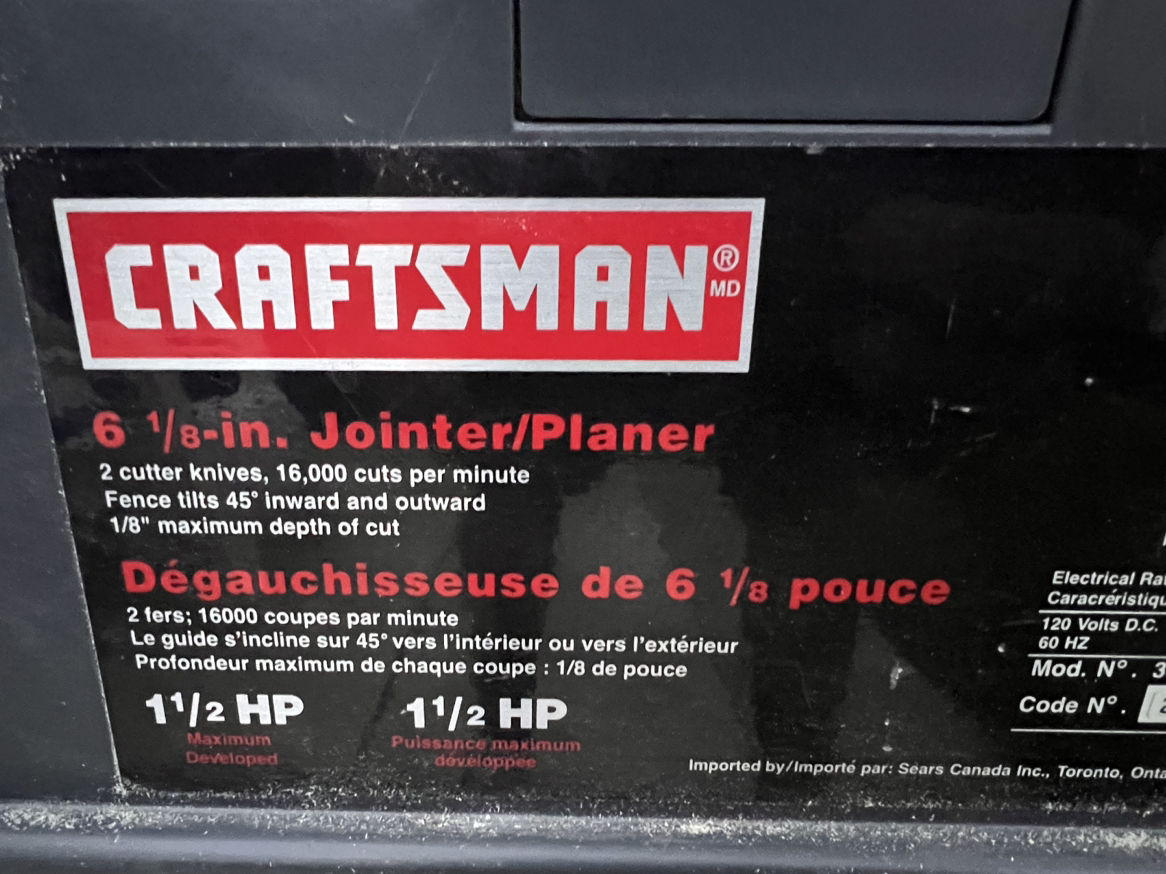 CRAFTSMAN®
MD
6 1/8-in. Jointer/Planer
2 cutter knives, 16,000 cuts per minute
Fence tilts 45° inward and outward
1/8" maximum depth of cut
Dégauchisseuse de 6 1/8 pouce
2 fers; 16000 coupes par minute
Le guide s'incline sur 45° vers l'intérieur ou vers l'extérieur
Profondeur maximum de chaque coupe : 1/8 de pouce
1 1/2 HP
Maximum
Developed
1 1/2 HP
Puissance maximum
développée
Electrical
120 Volts D.C.
60 HZ
Mod. N°. 3
Code N°.
Imported by/Importé par: Sears Canada Inc., Toronto,